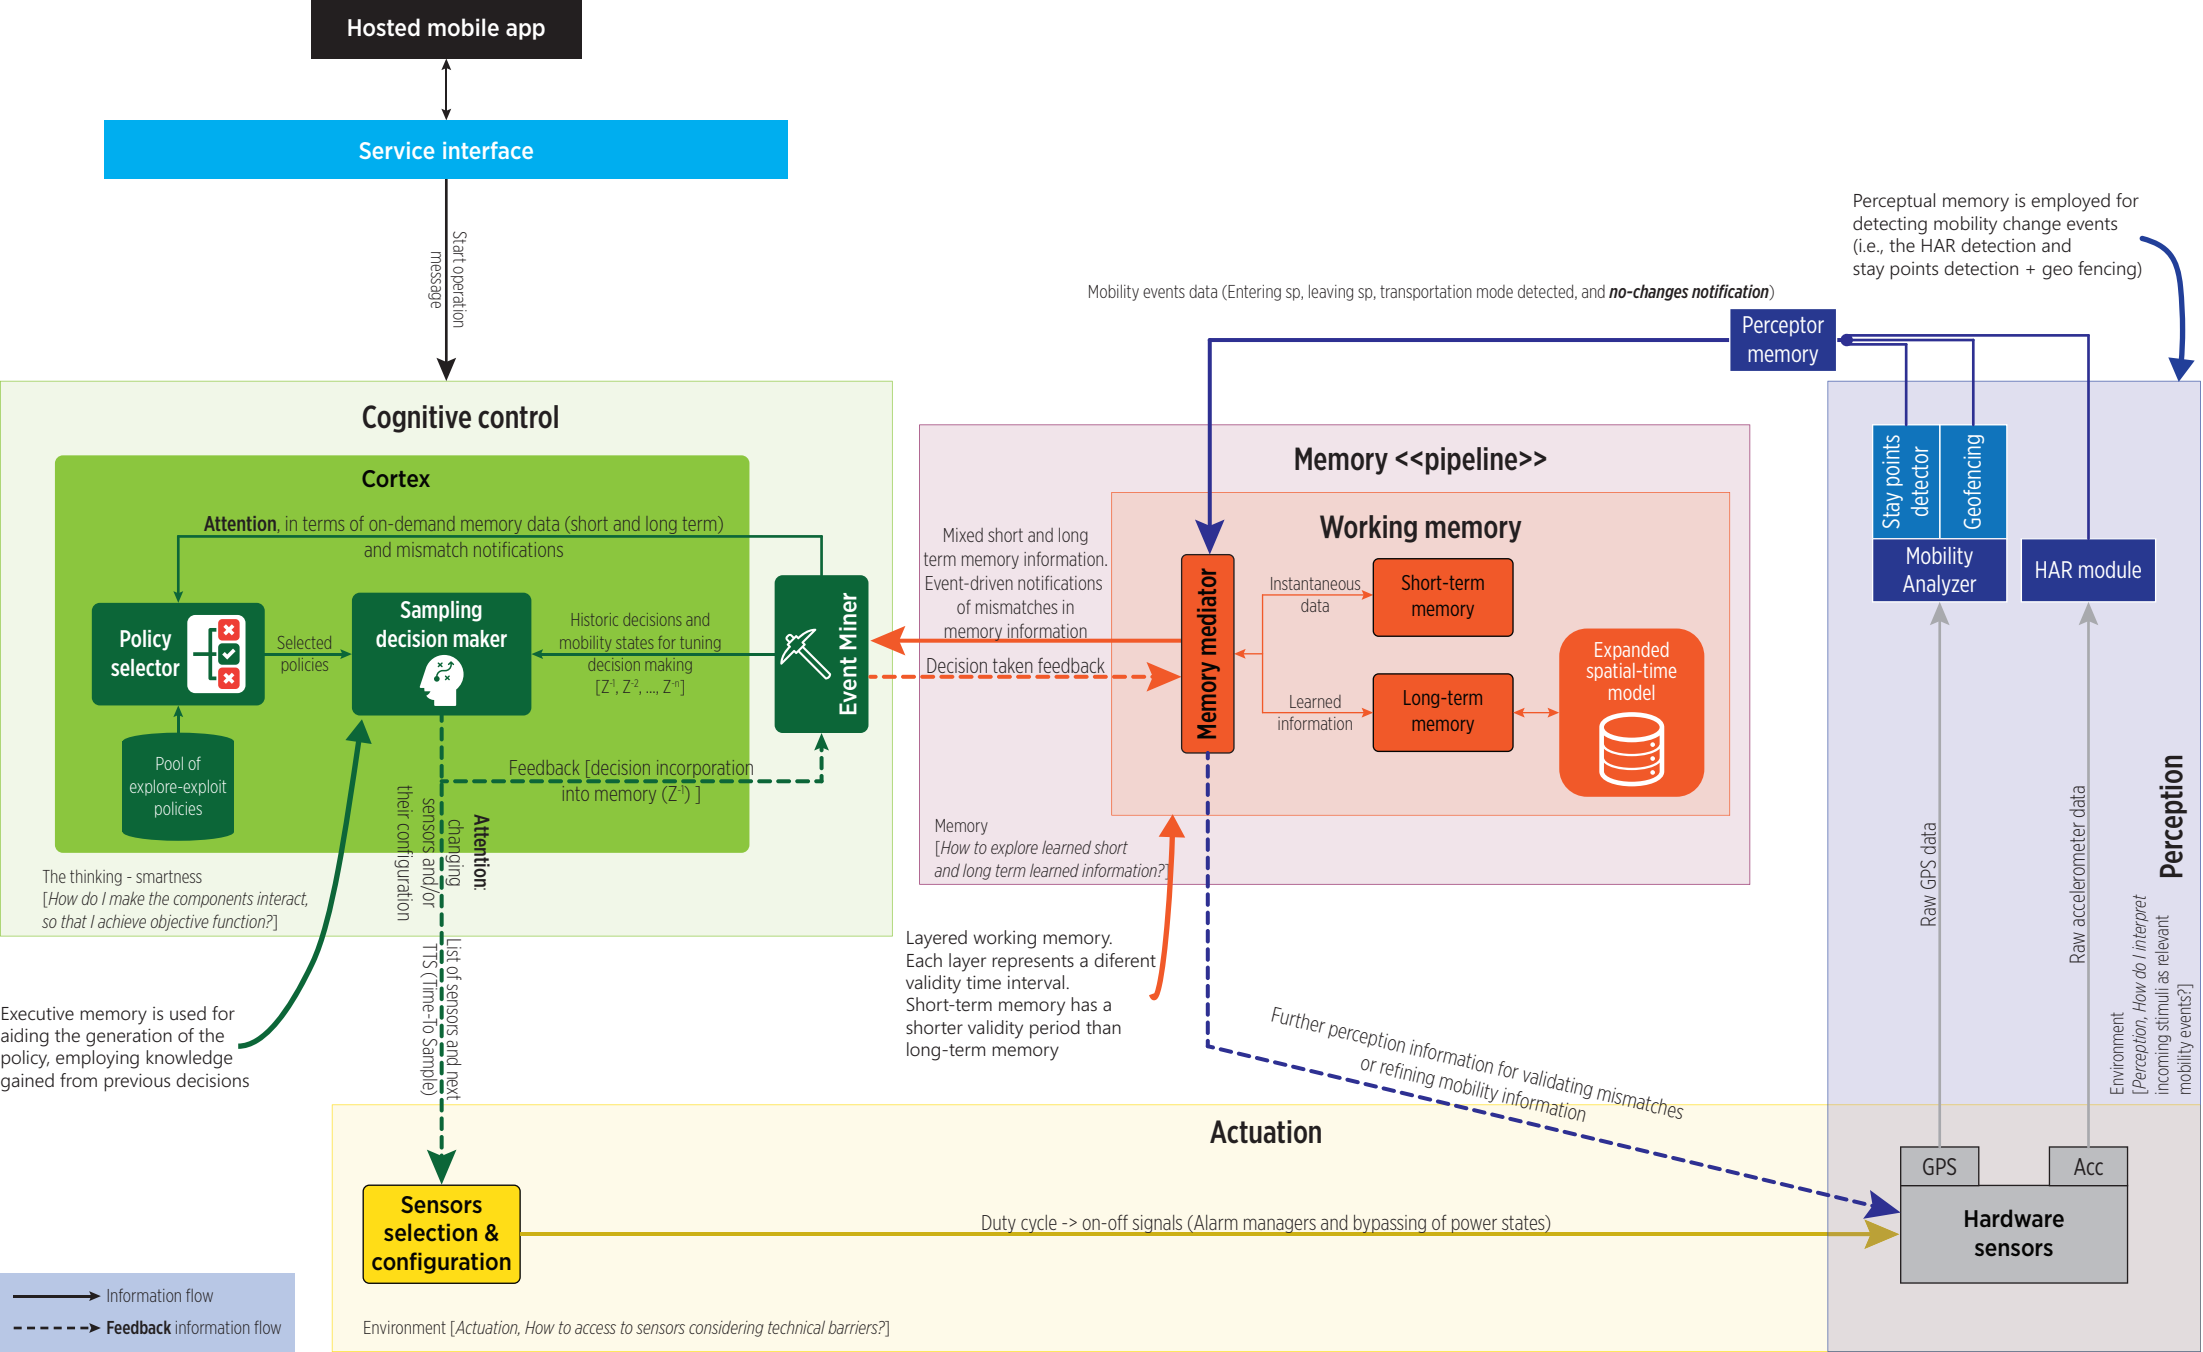 Hosted mobile app
Service interface
Start operation
message
Perceptual memory is employed for
detecting mobility change events
(i.e., the HAR detection and
stay points detection + geo fencing)
Mobility events data (Entering sp, leaving sp, transportation mode detected, and no-changes notification)
Perceptor
memory
Cognitive control
Cortex
Attention, in terms of on-demand memory data (short and long term)
and mismatch notifications
Policy
selector
Selected
policies
Sampling
decision maker
Historic decisions and
mobility states for tuning
decision making
[Z-1, Z-2, ..., Z-n]
Event Miner
Pool of
explore-exploit
policies
Feedback [decision incorporation
into memory (Z-1) ]
Attention:
changing
sensors and/or
their configuration
The thinking - smartness
[How do I make the components interact,
so that I achieve objective function?]
Executive memory is used for
aiding the generation of the
policy, employing knowledge
gained from previous decisions
List of sensors and next
TTS (Time-To Sample)
Mixed short and long
term memory information.
Event-driven notifications
of mismatches in
memory information
Decision taken feedback
Memory <<pipeline>>
Working memory
Memory mediator
Instantaneous
data
Short-term
memory
Learned
information
Long-term
memory
Expanded
spatial-time
model
Memory
[How to explore learned short
and long term learned information?]
Layered working memory.
Each layer represents a diferent
validity time interval.
Short-term memory has a
shorter validity period than
long-term memory
Further perception information for validating mismatches
or refining mobility information
Stay points
detector
Geofencing
Mobility
Analyzer
HAR module
Raw GPS data
Raw accelerometer data
Perception
Environment
[Perception, How do I interpret
incoming stimuli as relevant
mobility events?]
Actuation
Sensors
selection &
configuration
Duty cycle -> on-off signals (Alarm managers and bypassing of power states)
GPS
Acc
Hardware
sensors
Environment [Actuation, How to access to sensors considering technical barriers?]
Information flow
Feedback information flow